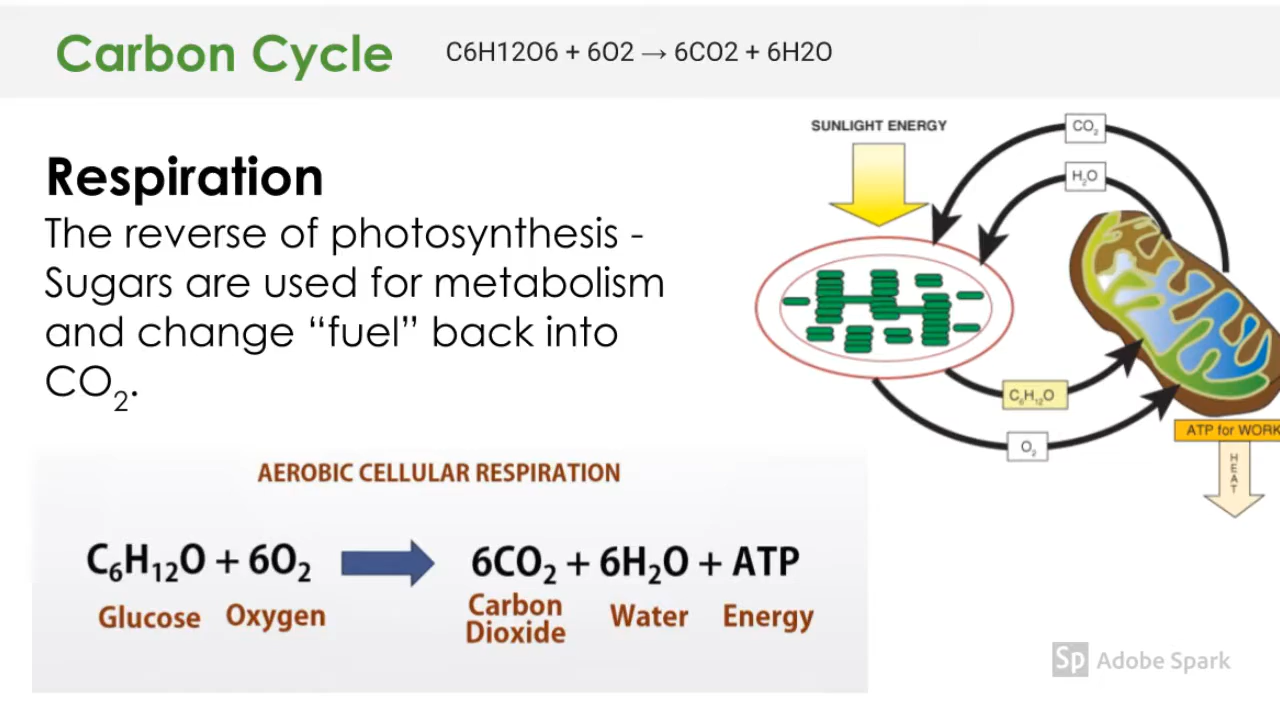 Carbon Cycle
C6H12O6 + 6O2 → 6CO2 + 6H2O
Respiration
The reverse of photosynthesis -
Sugars are used for metabolism
and change “fuel” back into
CO₂.
SUNLIGHT ENERGY
CO₂
H₂O
C₆H₁₂O
O₂
ATP for WORK
HEAT
AEROBIC CELLULAR RESPIRATION
C₆H₁₂O + 6O₂ 6CO₂ + 6H₂O + ATP
Glucose Oxygen Carbon Dioxide Water Energy
Sp Adobe Spark